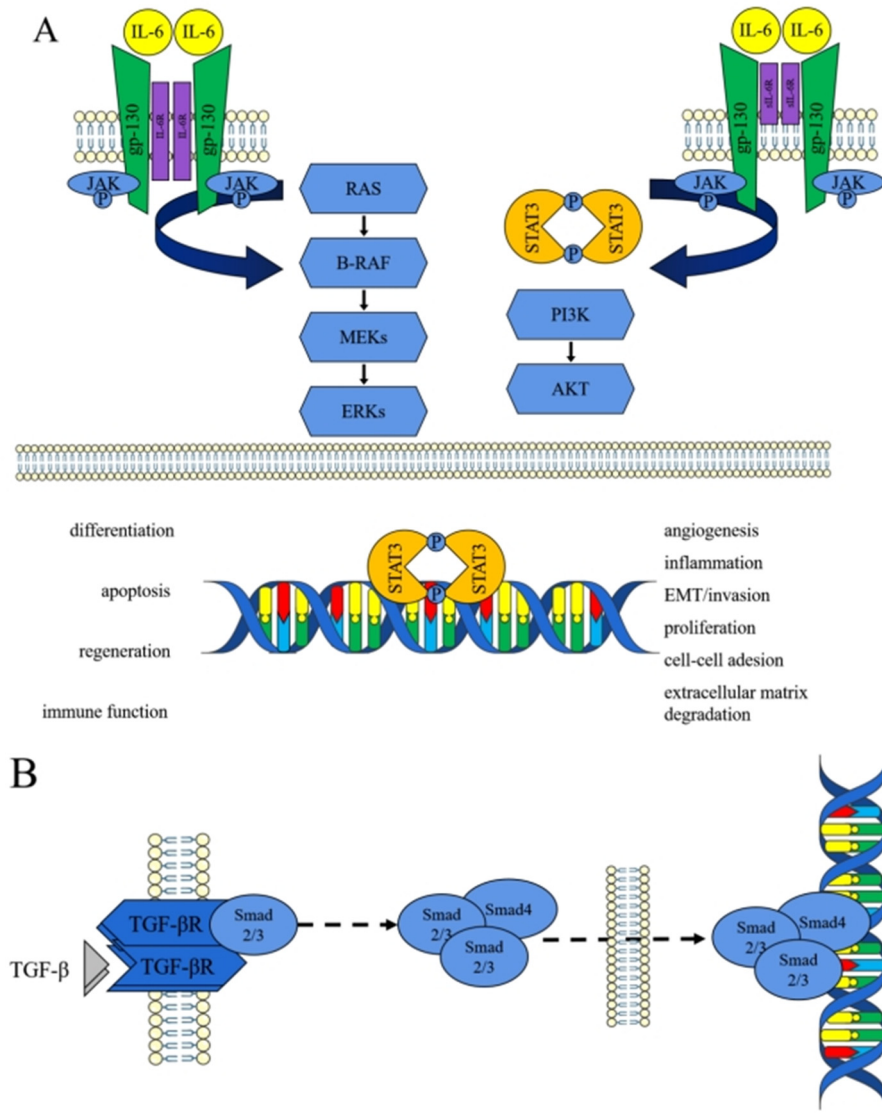 A
IL-6 IL-6
gp-130 IL-6R IL-6R gp-130
JAK JAK
P P
IL-6 IL-6
gp-130 sIL-6R sIL-6R gp-130
JAK JAK
P P
RAS
B-RAF
MEKs
ERKs
P
STAT3 STAT3
P
PI3K
AKT
differentiation
apoptosis
regeneration
immune function
P
STAT3 STAT3
P
angiogenesis
inflammation
EMT/invasion
proliferation
cell-cell adesion
extracellular matrix
degradation
B
TGF-β
TGF-βR
TGF-βR
Smad
2/3
Smad
2/3
Smad4
Smad
2/3
Smad
2/3
Smad4
Smad
2/3